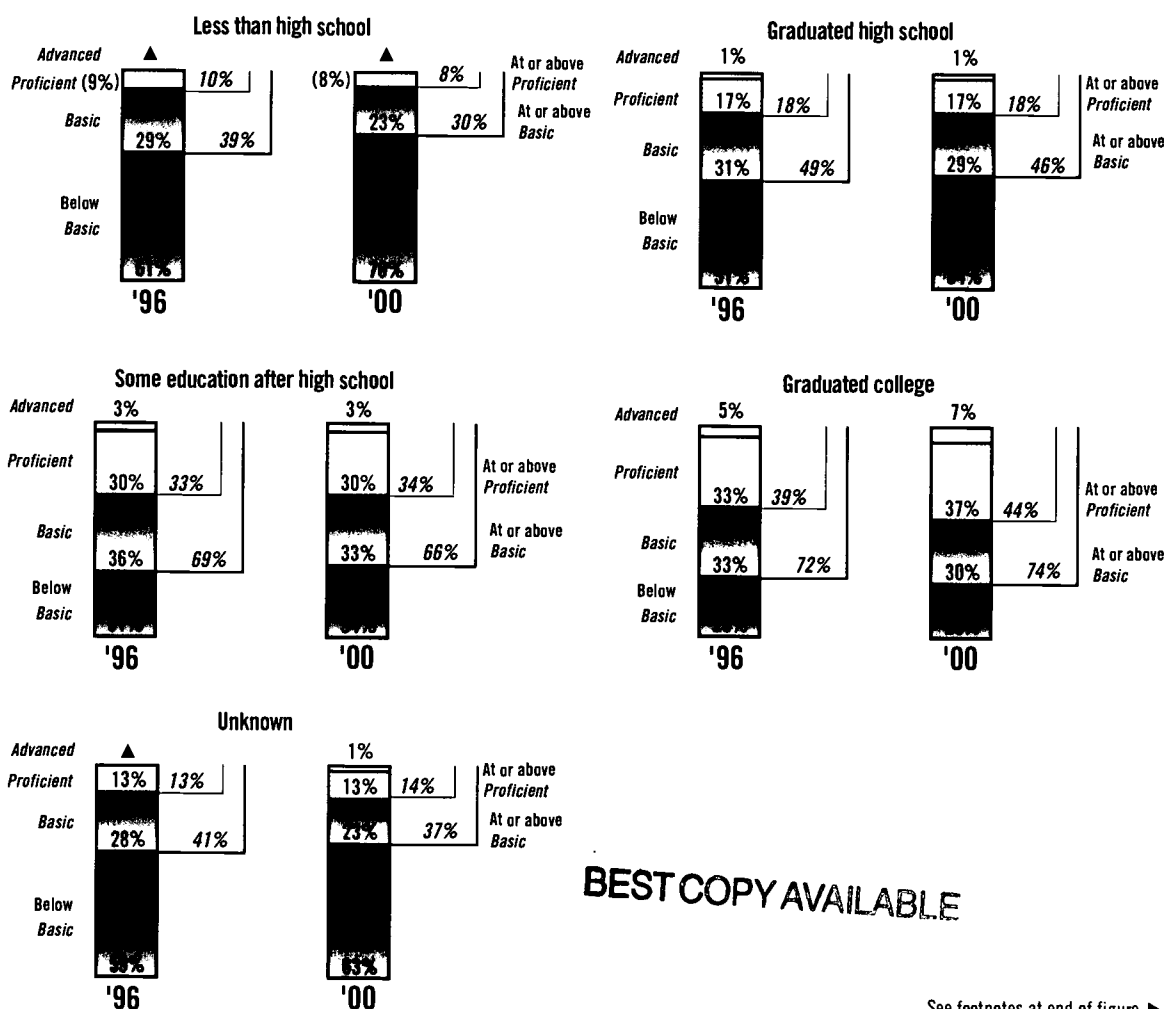 Less than high school
Advanced ▲ ▲
Proficient (9%) 10% (8%) 8% At or above Proficient
Basic 29% 39% 23% 30% At or above Basic
Below Basic 61% 70%
'96 '00
Graduated high school
Advanced 1% 1%
Proficient 17% 18% 17% 18% At or above Proficient
Basic 31% 49% 29% 46% At or above Basic
Below Basic
'96 '00
Some education after high school
Advanced 3% 3%
Proficient 30% 33% 30% 34% At or above Proficient
Basic 36% 69% 33% 66% At or above Basic
Below Basic
'96 '00
Graduated college
Advanced 5% 7%
Proficient 33% 39% 37% 44% At or above Proficient
Basic 33% 72% 30% 74% At or above Basic
Below Basic
'96 '00
Unknown
Advanced ▲ 1%
Proficient 13% 13% 13% 14% At or above Proficient
Basic 28% 41% 23% 37% At or above Basic
Below Basic 59% 63%
'96 '00
BEST COPY AVAILABLE
See footnotes at end of figure. ▶